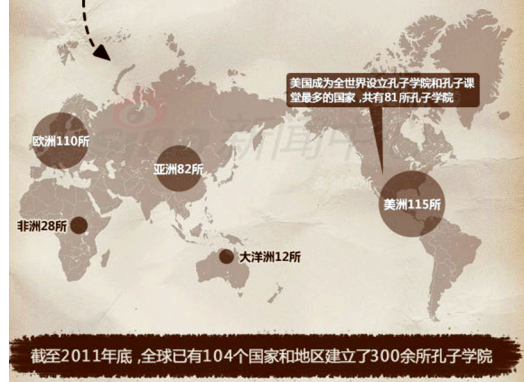 美国成为全世界设立孔子学院和孔子课
堂最多的国家,共有81所孔子学院
欧洲110所
亚洲82所
美洲115所
非洲28所
大洋洲12所
截至2011年底,全球已有104个国家和地区建立了300余所孔子学院